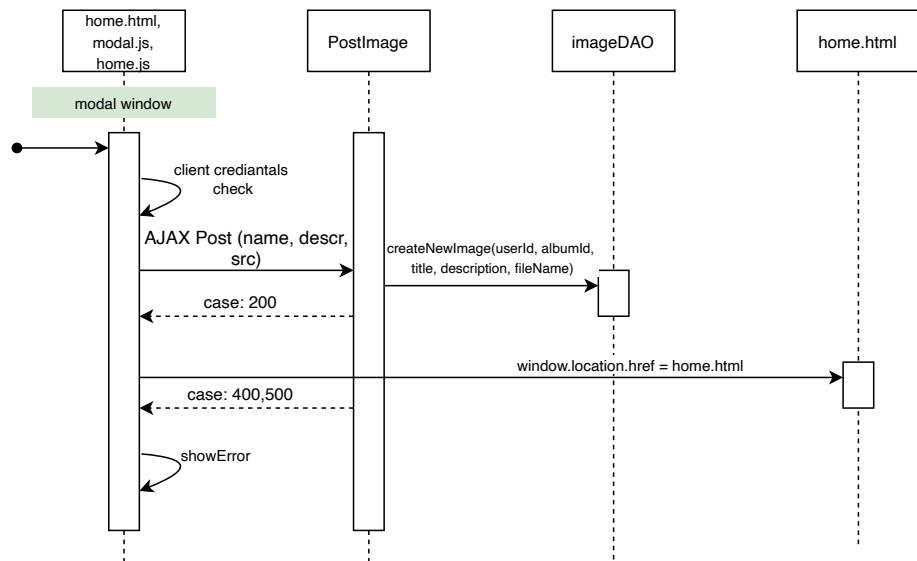 home.html,
modal.js,
home.js
PostImage
imageDAO
home.html
modal window
client crediantals
check
AJAX Post (name, descr,
src)
createNewImage(userId, albumId,
title, description, fileName)
case: 200
window.location.href = home.html
case: 400,500
showError